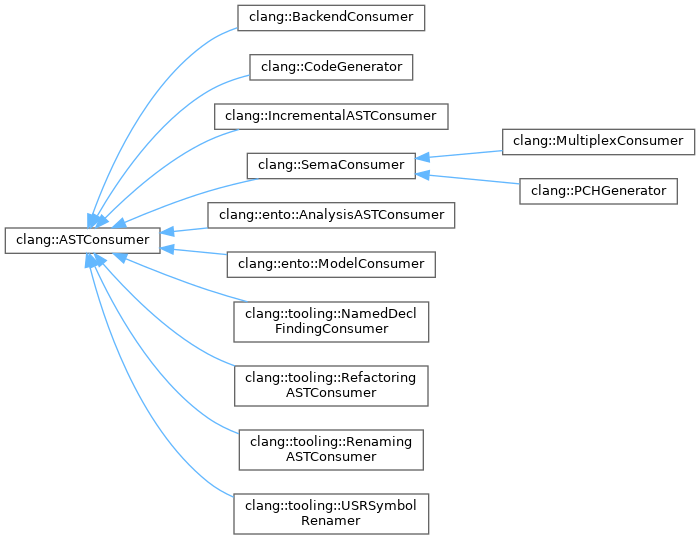 clang::BackendConsumer
clang::CodeGenerator
clang::IncrementalASTConsumer
clang::MultiplexConsumer
clang::SemaConsumer
clang::PCHGenerator
clang::ento::AnalysisASTConsumer
clang::ASTConsumer
clang::ento::ModelConsumer
clang::tooling::NamedDecl
FindingConsumer
clang::tooling::Refactoring
ASTConsumer
clang::tooling::Renaming
ASTConsumer
clang::tooling::USRSymbol
Renamer